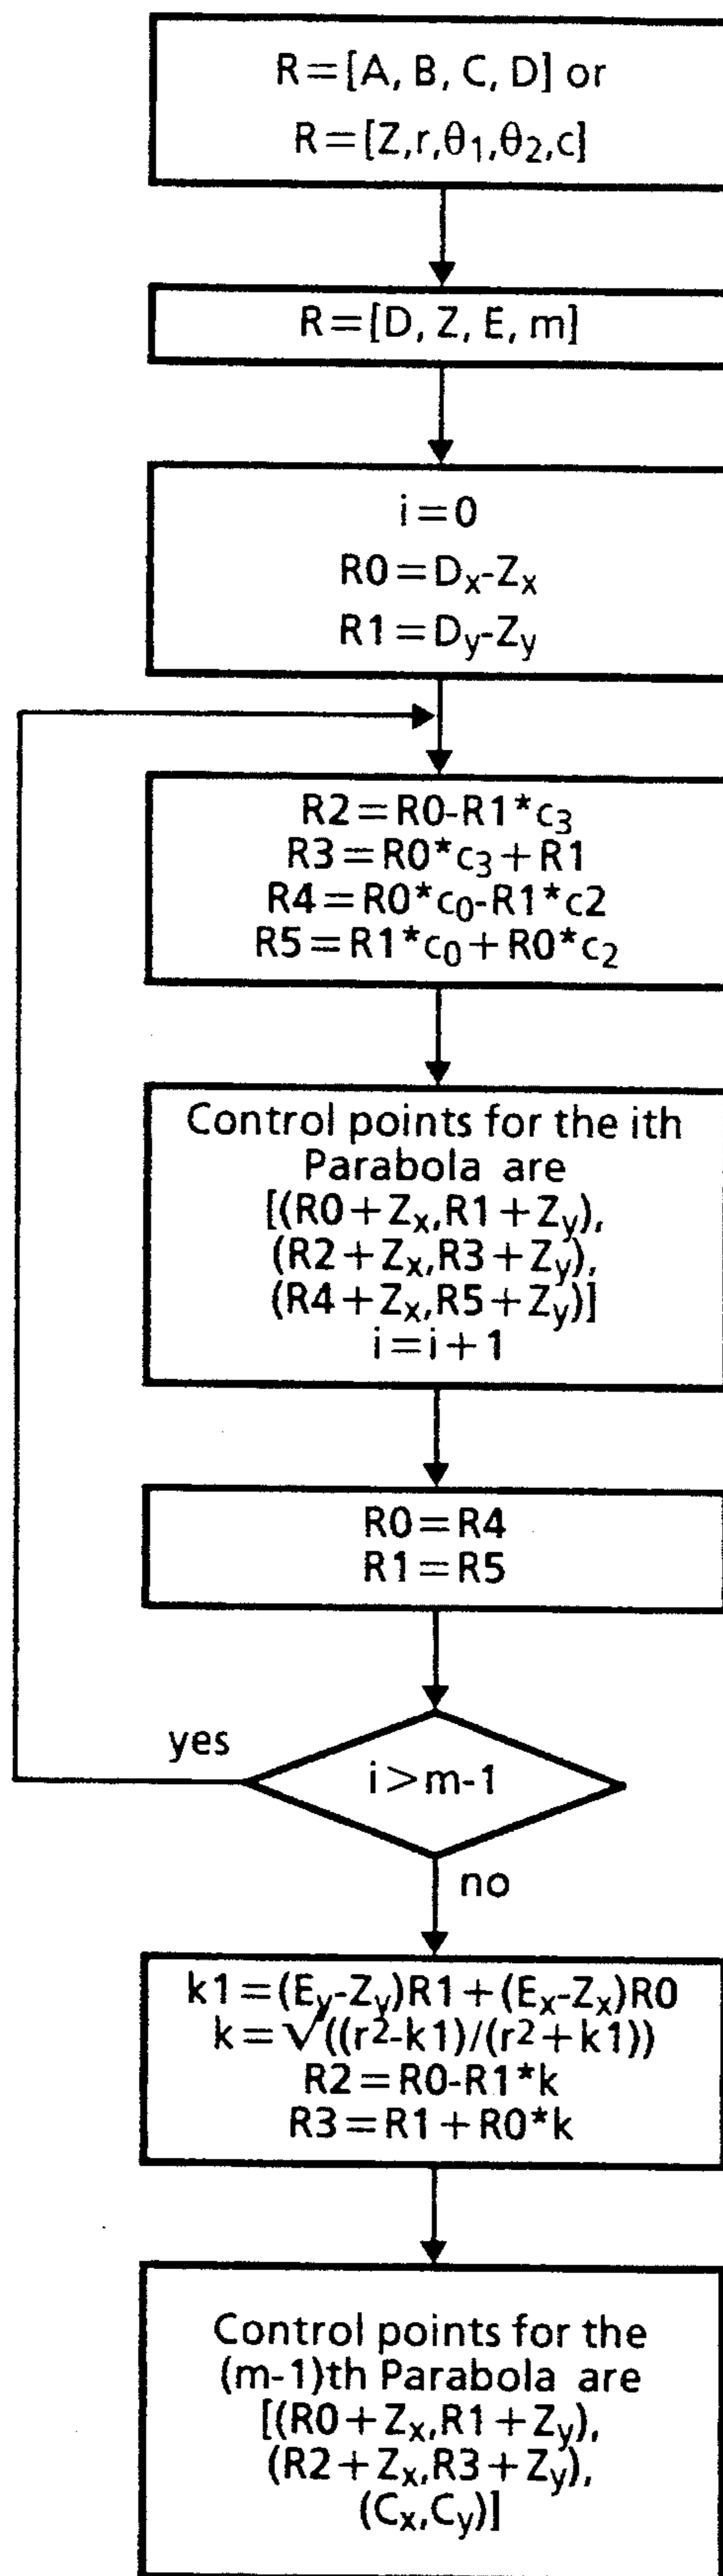 R=[A, B, C, D] or
R=[Z,r,θ₁,θ₂,c]
R=[D, Z, E, m]
i=0
R0=Dₓ-Zₓ
R1=Dy-Zy
R2=R0-R1*c₃
R3=R0*c₃+R1
R4=R0*c₀-R1*c2
R5=R1*c₀+R0*c₂
Control points for the ith
Parabola are
[(R0+Zₓ,R1+Zy),
(R2+Zₓ,R3+Zy),
(R4+Zₓ,R5+Zy)]
i=i+1
R0=R4
R1=R5
yes
i>m-1
no
k1=(Ey-Zy)R1+(Eₓ-Zₓ)R0
k=√((r²-k1)/(r²+k1))
R2=R0-R1*k
R3=R1+R0*k
Control points for the
(m-1)th Parabola are
[(R0+Zₓ,R1+Zy),
(R2+Zₓ,R3+Zy),
(Cₓ,Cy)]